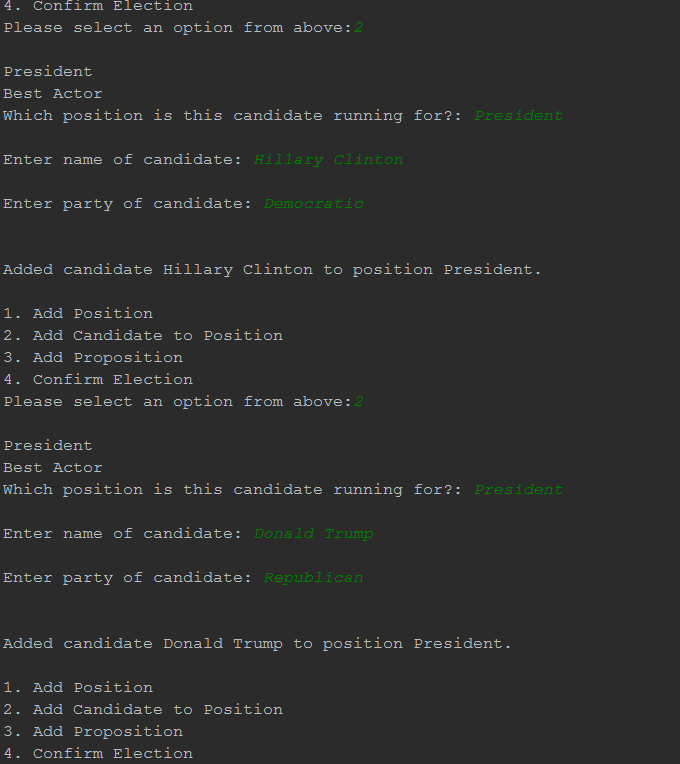 4. Confirm Election
Please select an option from above:2
President
Best Actor
Which position is this candidate running for?: President
Enter name of candidate: Hillary Clinton
Enter party of candidate: Democratic
Added candidate Hillary Clinton to position President.
1. Add Position
2. Add Candidate to Position
3. Add Proposition
4. Confirm Election
Please select an option from above:2
President
Best Actor
Which position is this candidate running for?: President
Enter name of candidate: Donald Trump
Enter party of candidate: Republican
Added candidate Donald Trump to position President.
1. Add Position
2. Add Candidate to Position
3. Add Proposition
4. Confirm Election